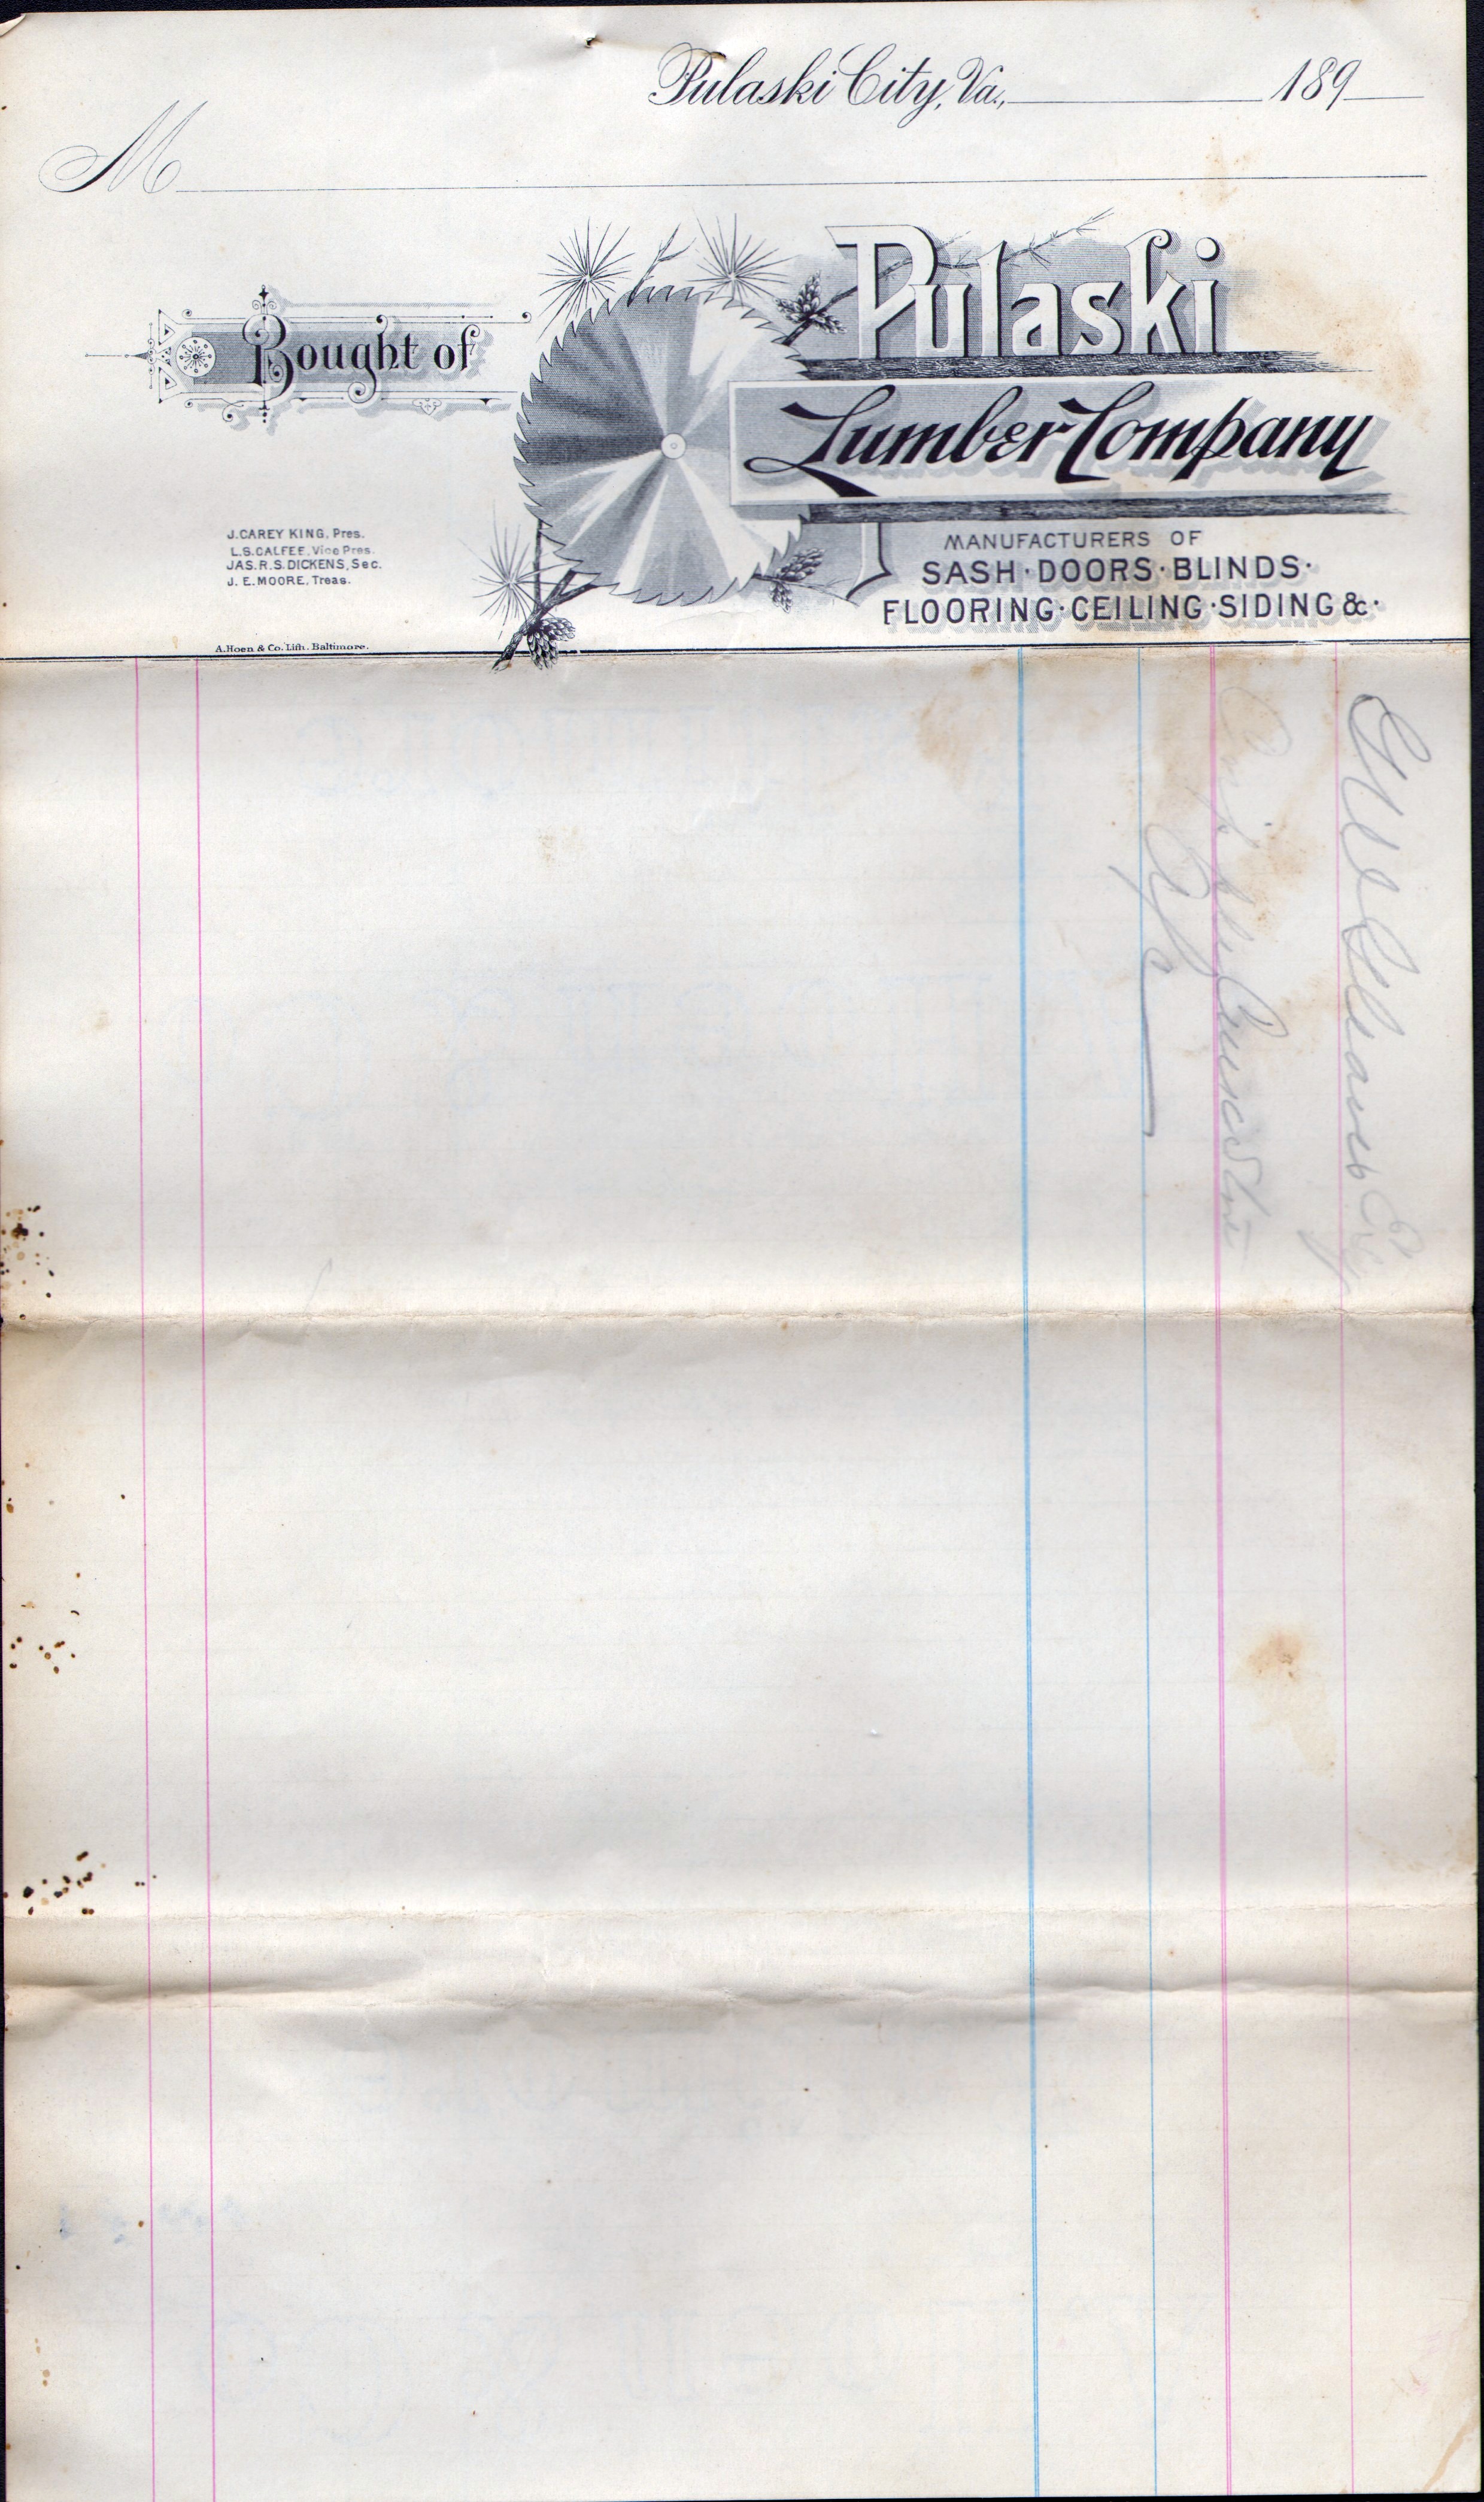 Pulaski City, Va., 189
M
Bought of
Pulaski
Lumber Company
MANUFACTURERS OF
SASH·DOORS·BLINDS·
FLOORING·CEILING·SIDING &c·
J. CAREY KING, Pres.
L. S. CALFEE, Vice Pres.
JAS. R. S. DICKENS, Sec.
J. E. MOORE, Treas.
A. Hoen & Co. Lith. Baltimore.